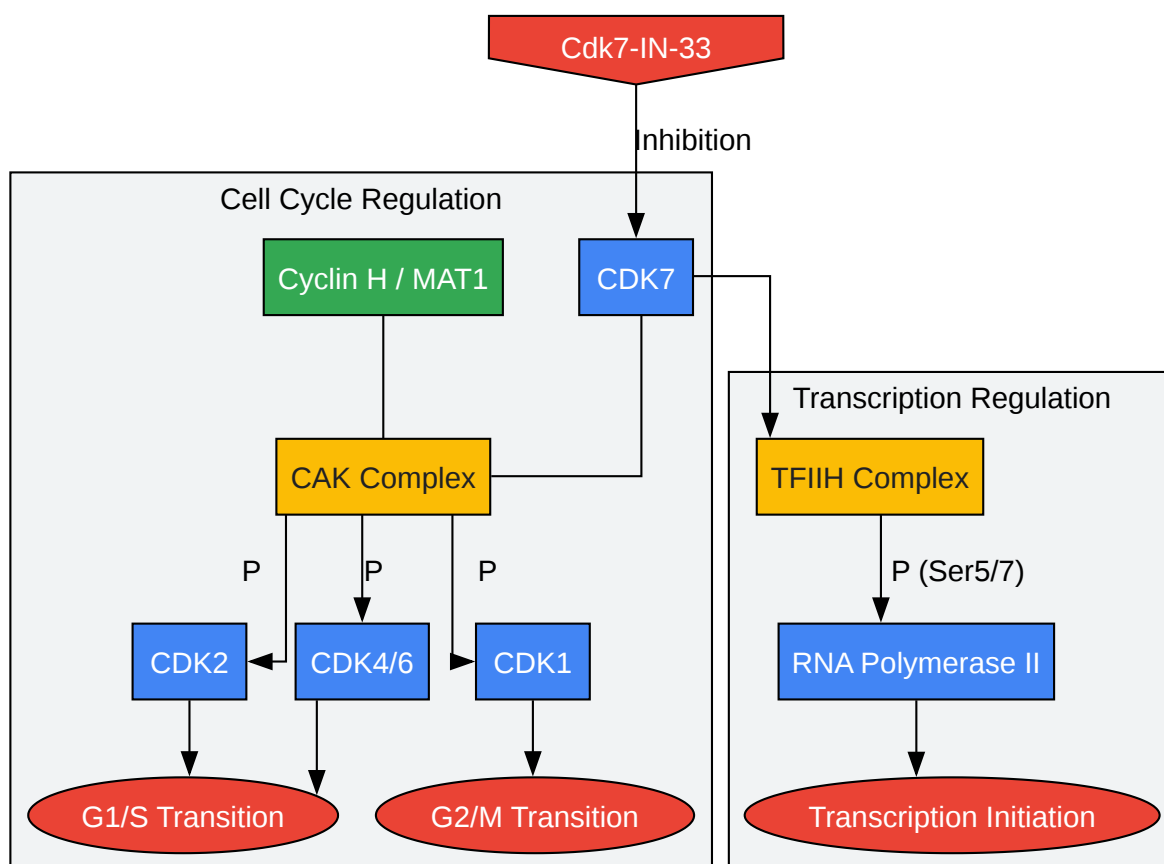 Cdk7-IN-33
Inhibition
Cell Cycle Regulation
Cyclin H / MAT1
CDK7
Transcription Regulation
CAK Complex
TFIIH Complex
P
P
P
P (Ser5/7)
CDK2
CDK4/6
CDK1
RNA Polymerase II
G1/S Transition
G2/M Transition
Transcription Initiation